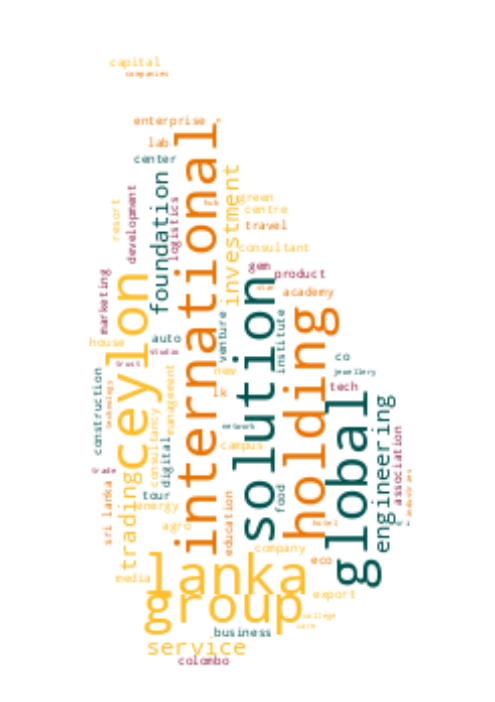 capital
companies
enterprise
lab
center
international
foundation
development
resort
logistics
hub
green
centre
investment
travel
consultant
gem
product
star
academy
marketing
ceylon
solution
holding
house
auto
studio
trust
venture
institute
co
jewellery
new
lk
tech
construction
technology
management
consultancy
digital
network
campus
global
engineering
association
industries
trade
trading
tour
energy
agro
sri lanka
education
food
hotel
company
eco
lanka
media
group
export
college
care
business
service
colombo